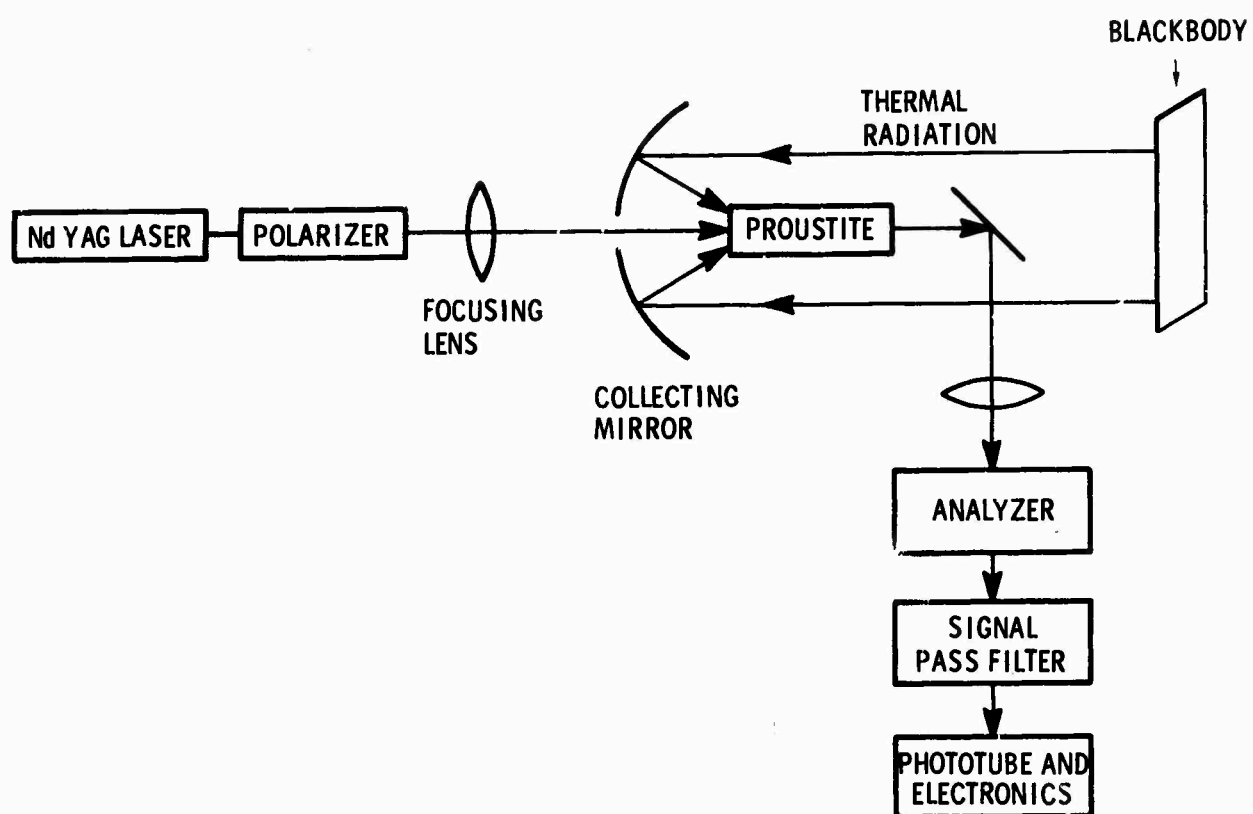 BLACKBODY
THERMAL
RADIATION
Nd YAG LASER
POLARIZER
PROUSTITE
FOCUSING
LENS
COLLECTING
MIRROR
ANALYZER
SIGNAL
PASS FILTER
PHOTOTUBE AND
ELECTRONICS